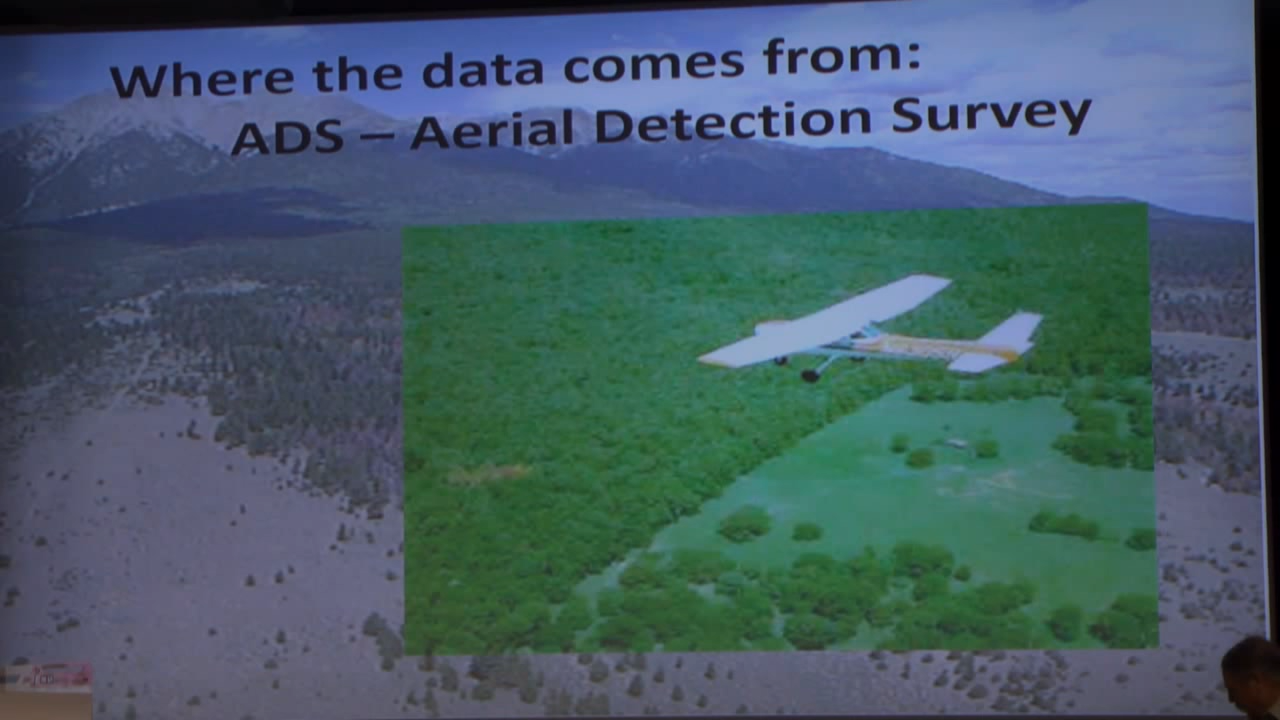 Where the data comes from:
ADS – Aerial Detection Survey